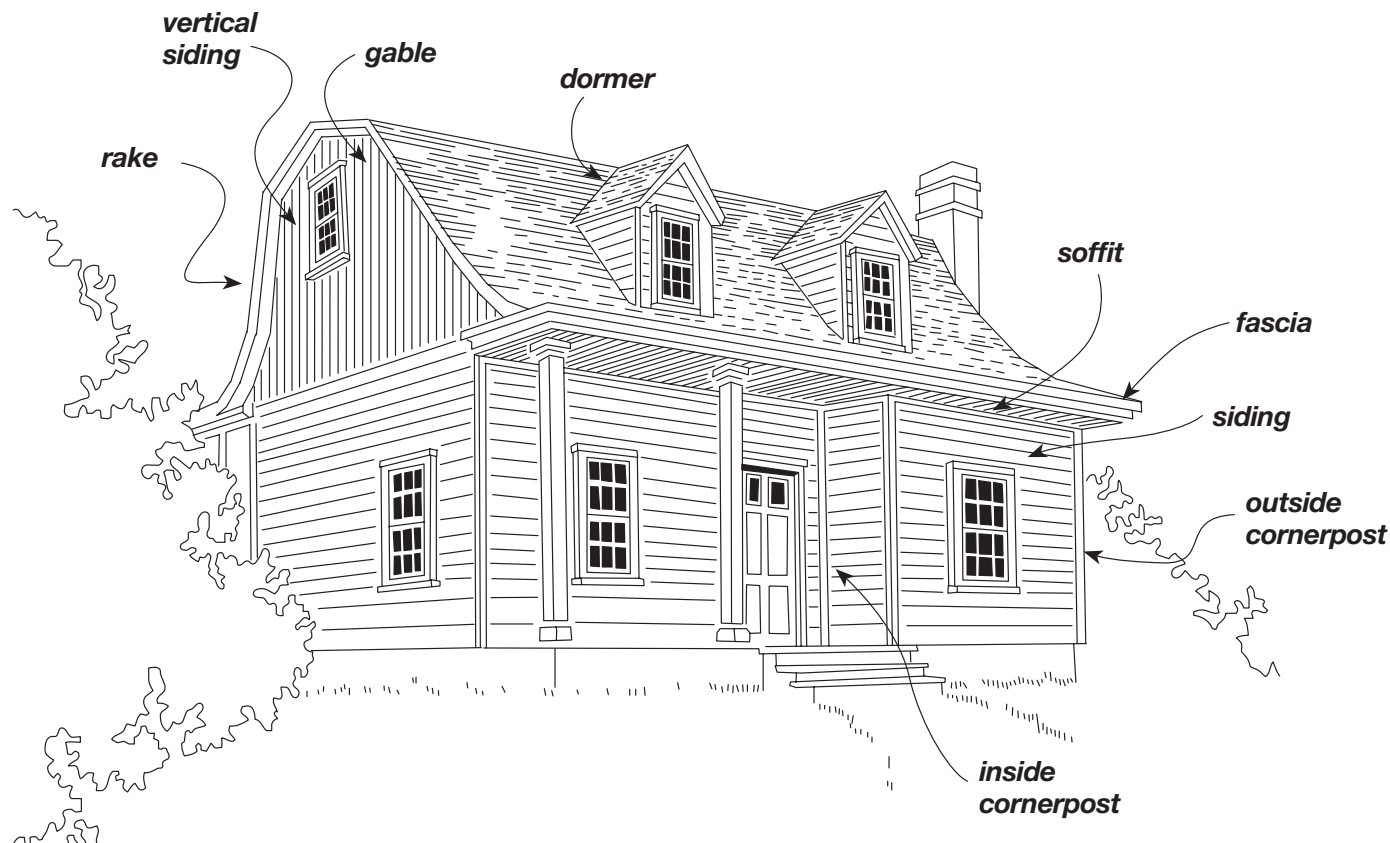 vertical
siding
gable
dormer
rake
soffit
fascia
siding
outside
cornerpost
inside
cornerpost